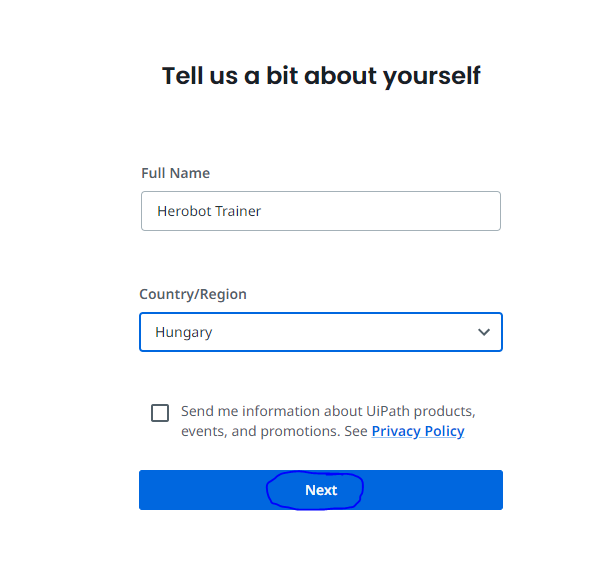 Tell us a bit about yourself
Full Name
Herobot Trainer
Country/Region
Hungary
Send me information about UiPath products,
events, and promotions. See Privacy Policy
Next